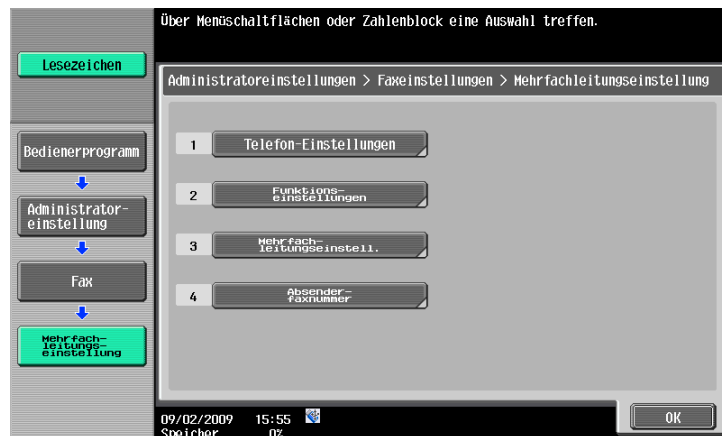 Über Menüschaltflächen oder Zahlenblock eine Auswahl treffen.
Lesezeichen
Administratoreinstellungen > Faxeinstellungen > Mehrfachleitungseinstellung
Bedienerprogramm
Administrator-
einstellung
Fax
Mehrfach-
leitungs-
einstellung
1 Telefon-Einstellungen
2 Funktions-
einstellungen
3 Mehrfach-
leitungseinstell.
4 Absender-
faxnummer
09/02/2009 15:55
Speicher 0%
OK